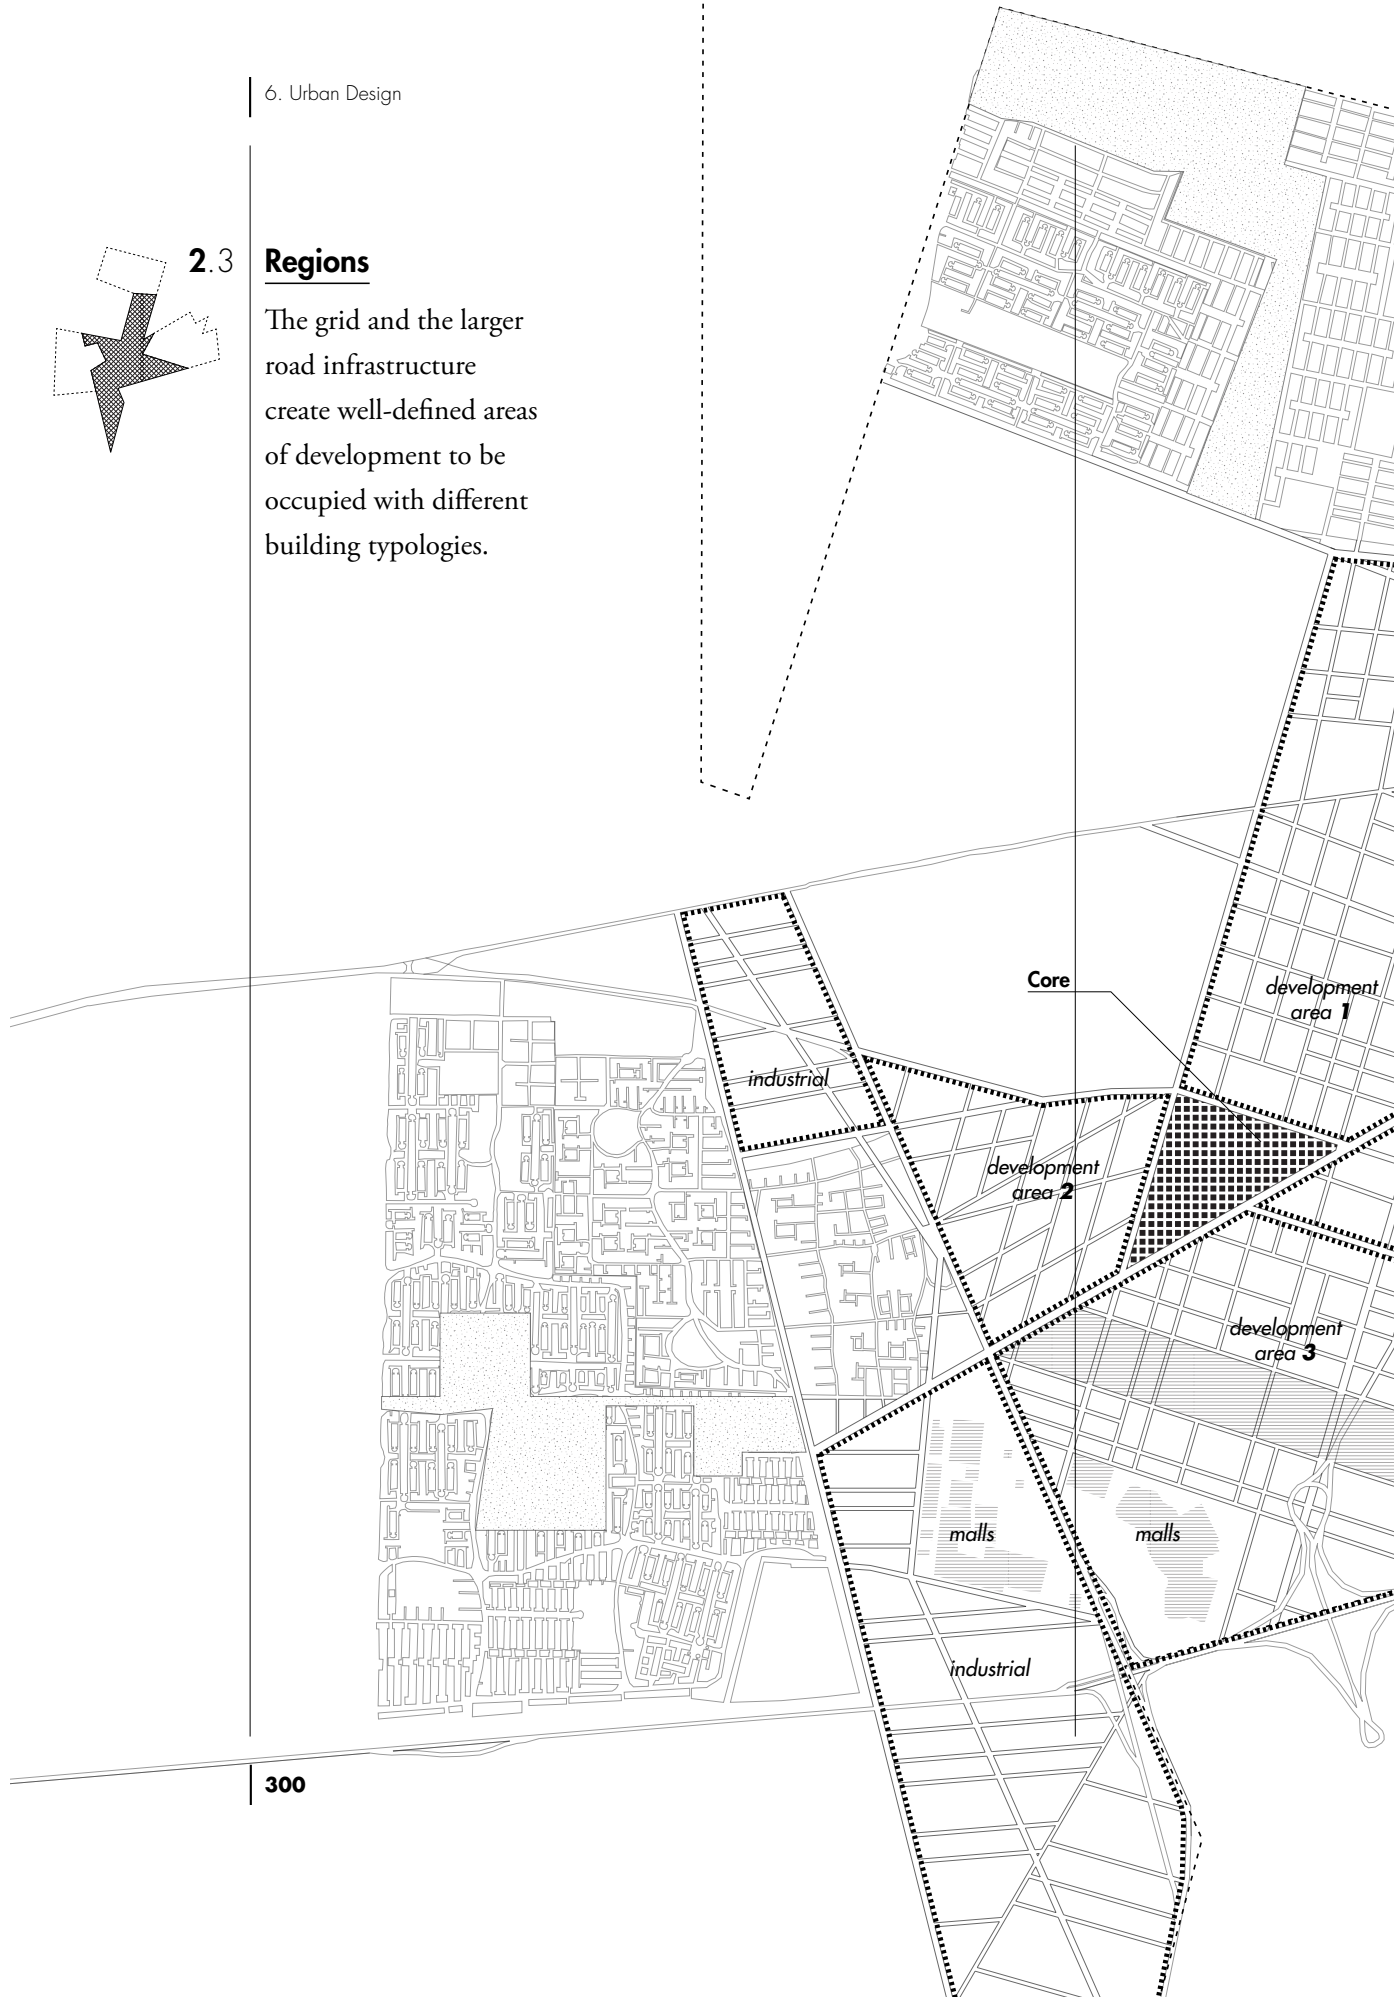 6. Urban Design
2.3
Regions
The grid and the larger
road infrastructure
create well-defined areas
of development to be
occupied with different
building typologies.
Core
development
area 1
industrial
development
area 2
development
area 3
malls
malls
industrial
300